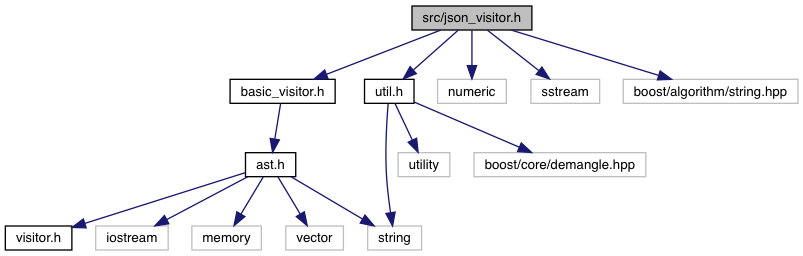 src/json_visitor.h
basic_visitor.h
util.h
numeric
sstream
boost/algorithm/string.hpp
ast.h
utility
boost/core/demangle.hpp
visitor.h
iostream
memory
vector
string